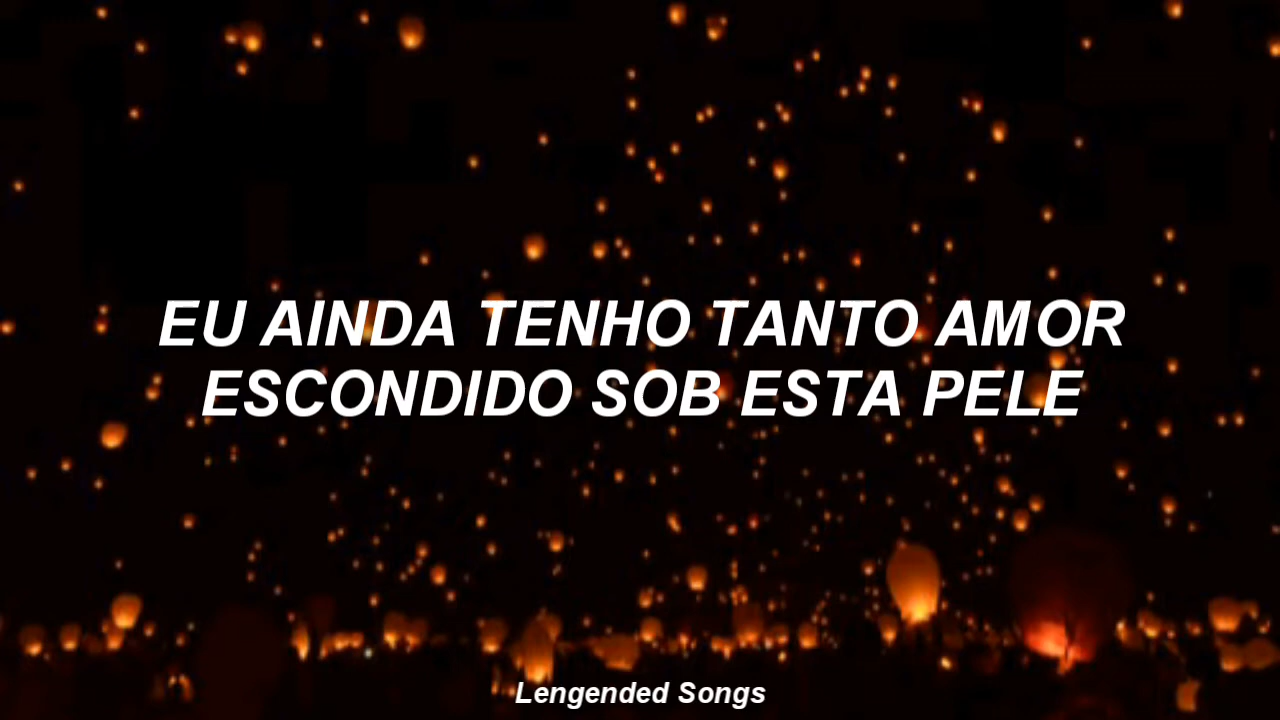 EU AINDA TENHO TANTO AMOR
ESCONDIDO SOB ESTA PELE
Lengended Songs